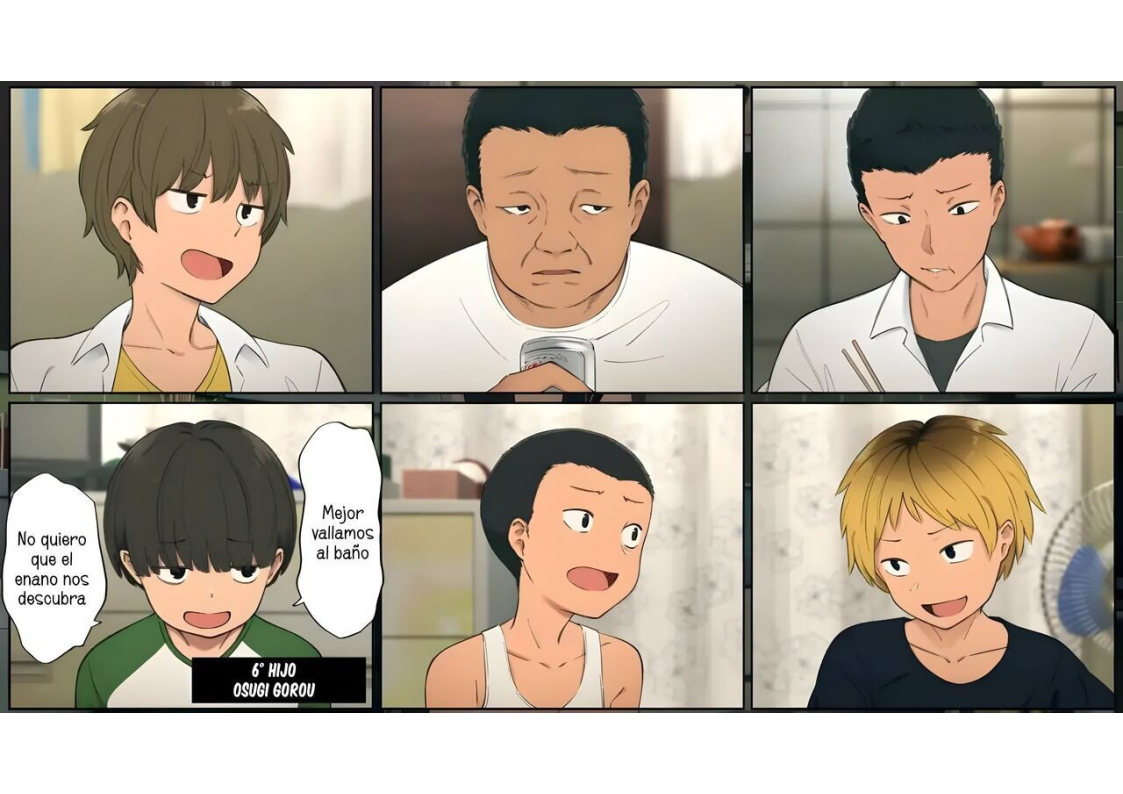 No quiero
que el
enano nos
descubra
Mejor
vallamos
al baño
6° HIJO
OSUGI GOROU